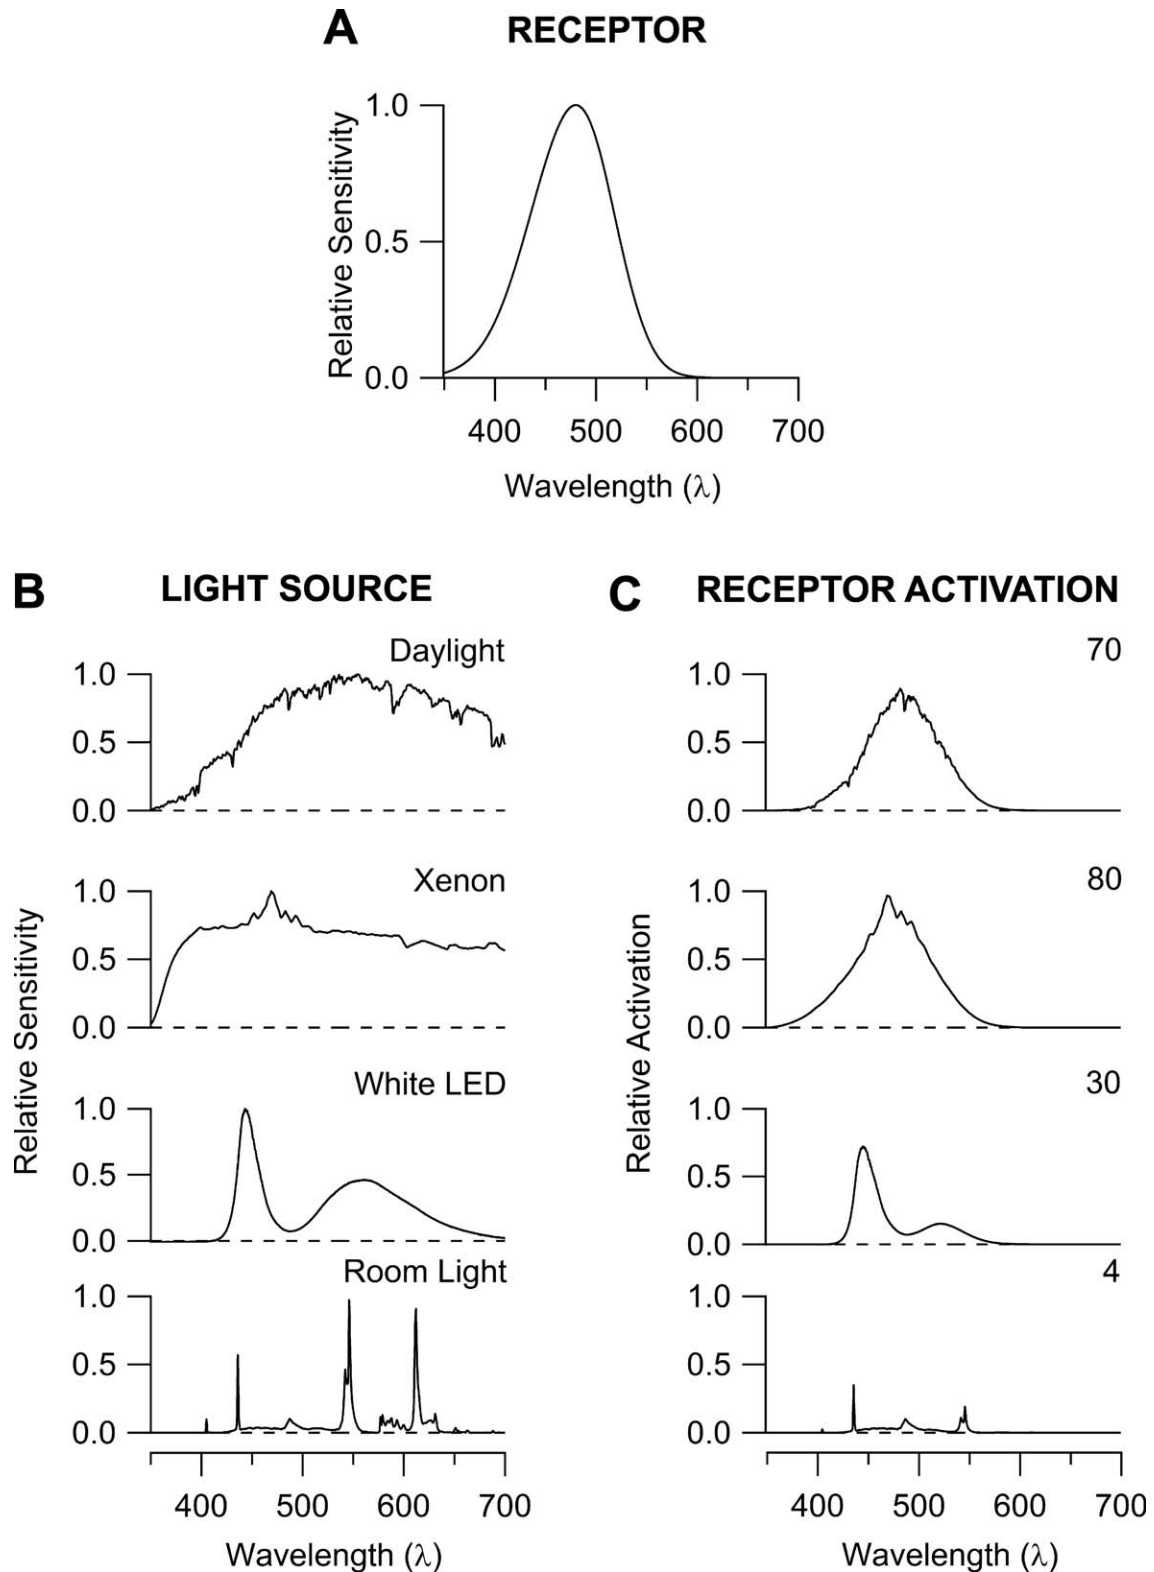 A RECEPTOR
1.0
0.5
0.0
Relative Sensitivity
400 500 600 700
Wavelength (λ)
B LIGHT SOURCE
Daylight
1.0
0.5
0.0
Xenon
1.0
0.5
0.0
White LED
1.0
0.5
0.0
Room Light
1.0
0.5
0.0
Relative Sensitivity
400 500 600 700
Wavelength (λ)
C RECEPTOR ACTIVATION
70
1.0
0.5
0.0
80
1.0
0.5
0.0
30
1.0
0.5
0.0
4
1.0
0.5
0.0
Relative Activation
400 500 600 700
Wavelength (λ)